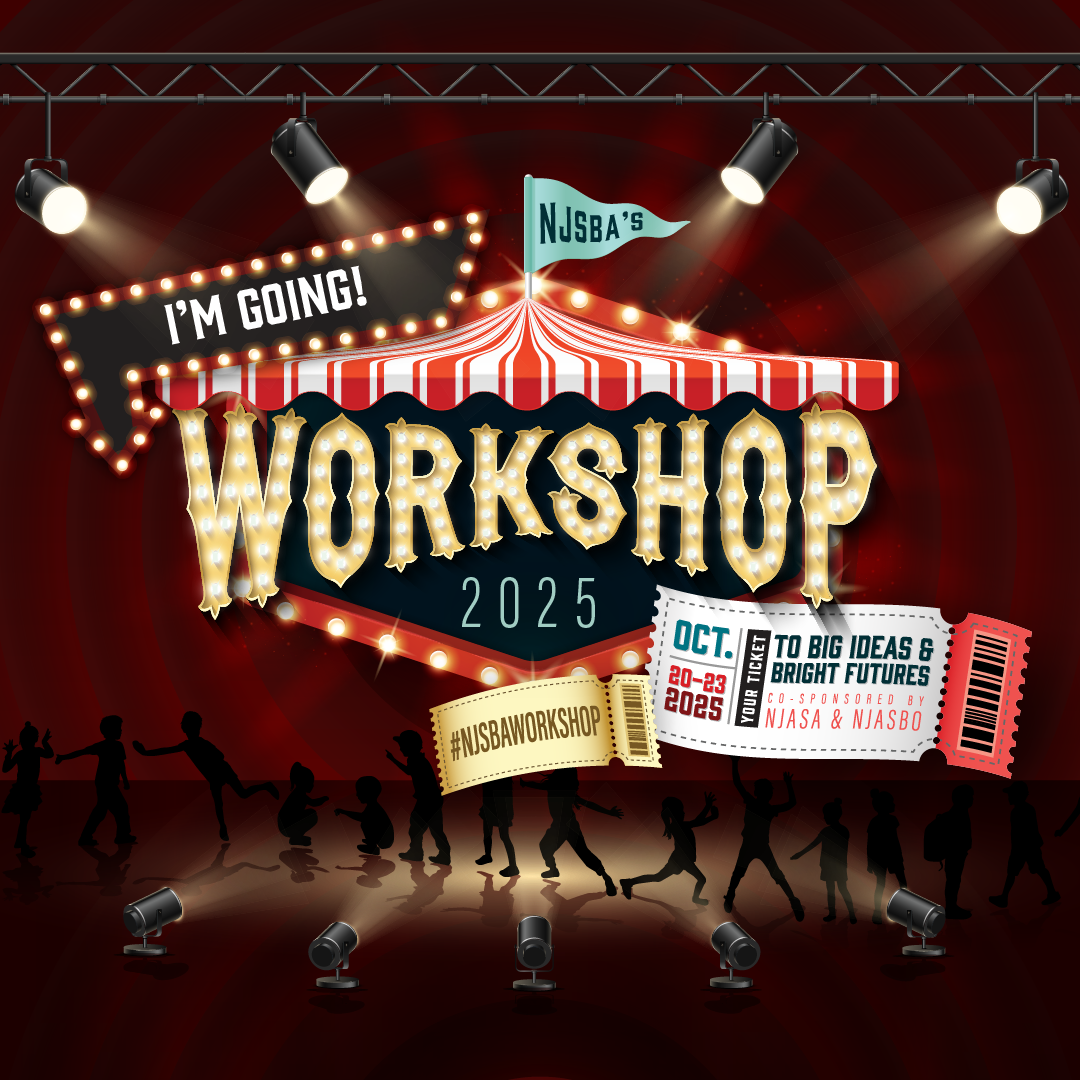 NJSBA'S
I'M GOING!
WORKSHOP
2025
OCT.
20-23
2025
YOUR TICKET
TO BIG IDEAS &
BRIGHT FUTURES
CO-SPONSORED BY
NJASA & NJASBO
#NJSBAWORKSHOP